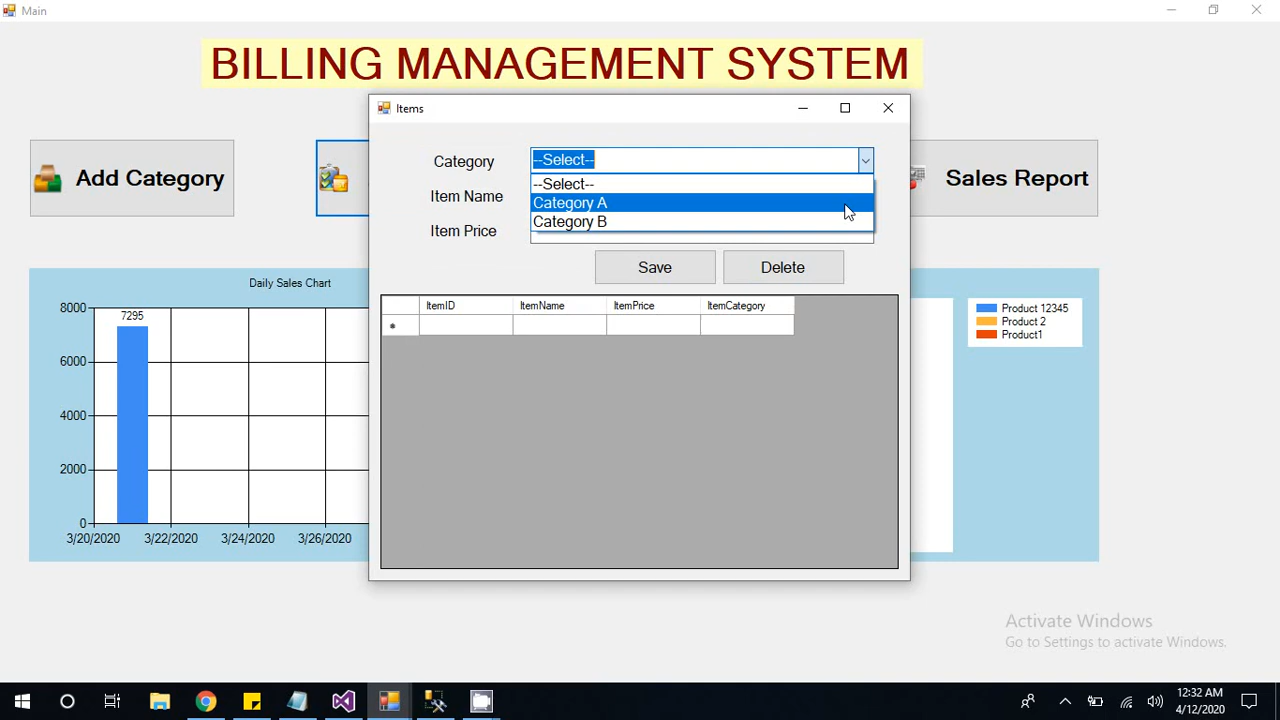 Main
BILLING MANAGEMENT SYSTEM
Items
Add Category
Sales Report
Category
--Select--
--Select--
Category A
Category B
Item Name
Item Price
Save
Delete
ItemID ItemName ItemPrice ItemCategory
*
Daily Sales Chart
8000
7295
6000
4000
2000
0
3/20/2020 3/22/2020 3/24/2020 3/26/2020
Product 12345
Product 2
Product1
Activate Windows
Go to Settings to activate Windows.
12:32 AM
4/12/2020